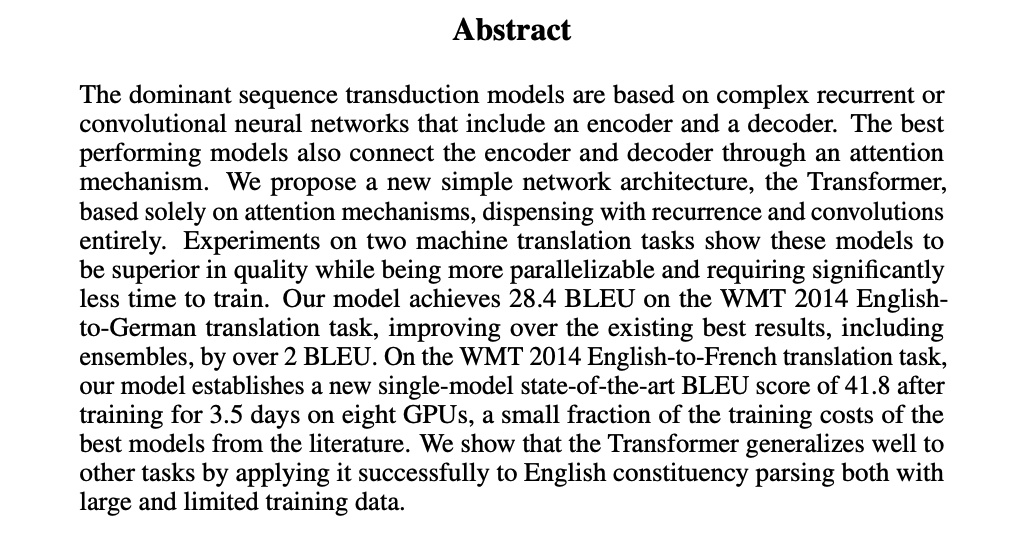 Abstract
The dominant sequence transduction models are based on complex recurrent or
convolutional neural networks that include an encoder and a decoder. The best
performing models also connect the encoder and decoder through an attention
mechanism. We propose a new simple network architecture, the Transformer,
based solely on attention mechanisms, dispensing with recurrence and convolutions
entirely. Experiments on two machine translation tasks show these models to
be superior in quality while being more parallelizable and requiring significantly
less time to train. Our model achieves 28.4 BLEU on the WMT 2014 English-
to-German translation task, improving over the existing best results, including
ensembles, by over 2 BLEU. On the WMT 2014 English-to-French translation task,
our model establishes a new single-model state-of-the-art BLEU score of 41.8 after
training for 3.5 days on eight GPUs, a small fraction of the training costs of the
best models from the literature. We show that the Transformer generalizes well to
other tasks by applying it successfully to English constituency parsing both with
large and limited training data.